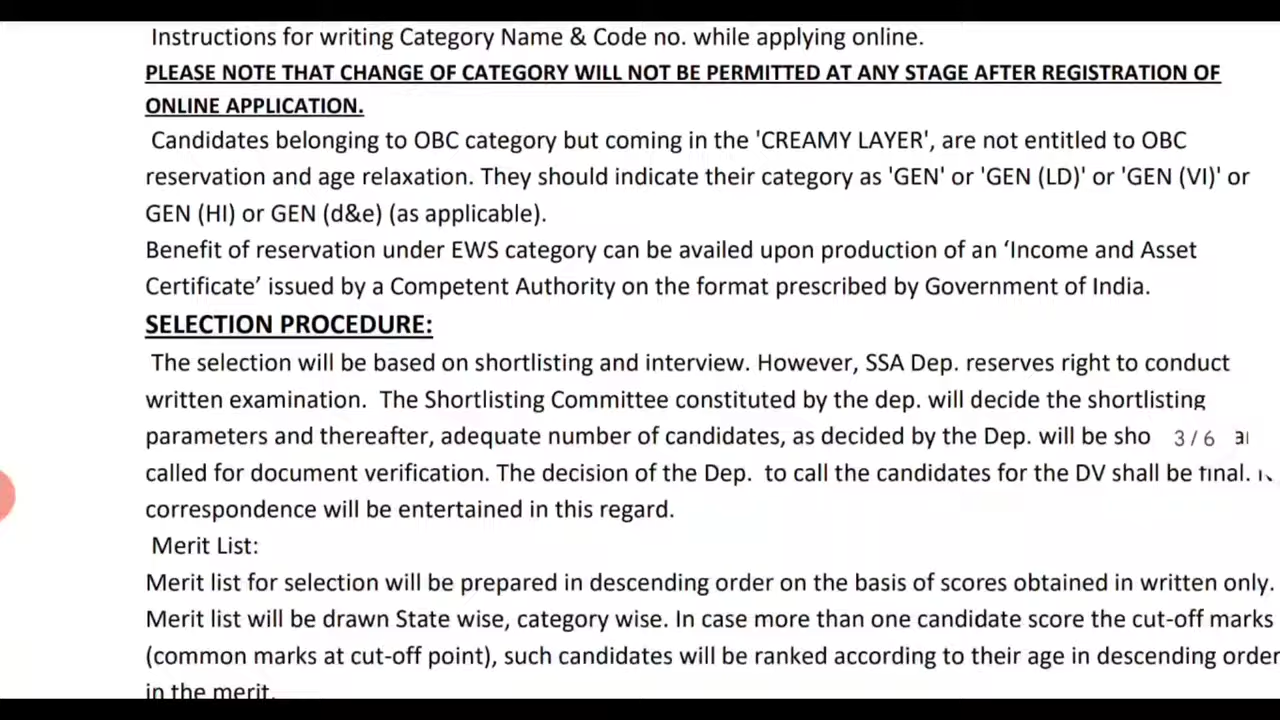 Instructions for writing Category Name & Code no. while applying online.
PLEASE NOTE THAT CHANGE OF CATEGORY WILL NOT BE PERMITTED AT ANY STAGE AFTER REGISTRATION OF
ONLINE APPLICATION.
Candidates belonging to OBC category but coming in the 'CREAMY LAYER', are not entitled to OBC
reservation and age relaxation. They should indicate their category as 'GEN' or 'GEN (LD)' or 'GEN (VI)' or
GEN (HI) or GEN (d&e) (as applicable).
Benefit of reservation under EWS category can be availed upon production of an ‘Income and Asset
Certificate’ issued by a Competent Authority on the format prescribed by Government of India.
SELECTION PROCEDURE:
The selection will be based on shortlisting and interview. However, SSA Dep. reserves right to conduct
written examination. The Shortlisting Committee constituted by the dep. will decide the shortlisting
parameters and thereafter, adequate number of candidates, as decided by the Dep. will be sho 3/6
called for document verification. The decision of the Dep. to call the candidates for the DV shall be final.
correspondence will be entertained in this regard.
Merit List:
Merit list for selection will be prepared in descending order on the basis of scores obtained in written only.
Merit list will be drawn State wise, category wise. In case more than one candidate score the cut-off marks
(common marks at cut-off point), such candidates will be ranked according to their age in descending order
in the merit.